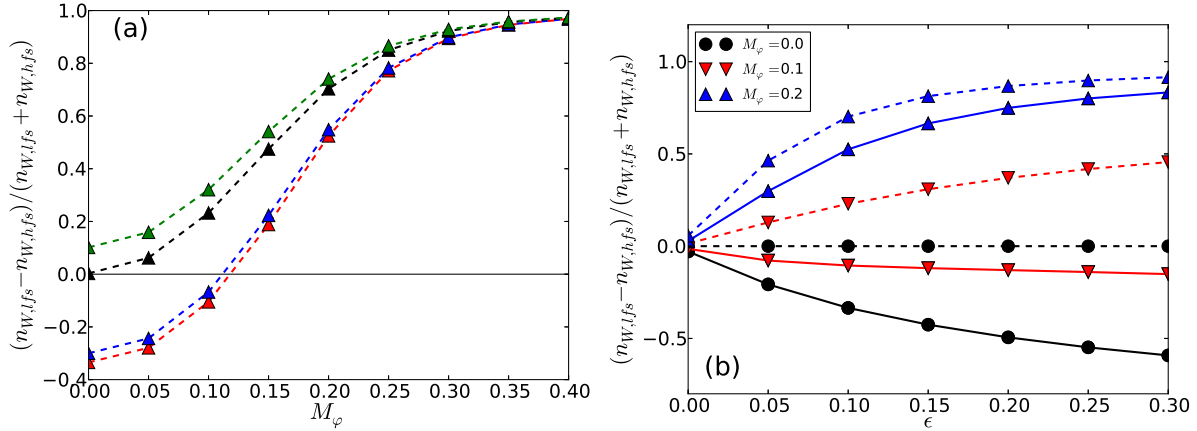 (a)
(n_{W,lfs} − n_{W,hfs})/(n_{W,lfs} + n_{W,hfs})
1.0
0.8
0.6
0.4
0.2
0.0
−0.2
−0.4
0.00 0.05 0.10 0.15 0.20 0.25 0.30 0.35 0.40
M_φ
(n_{W,lfs} − n_{W,hfs})/(n_{W,lfs} + n_{W,hfs})
M_φ = 0.0
M_φ = 0.1
M_φ = 0.2
1.0
0.5
0.0
−0.5
(b)
0.00 0.05 0.10 0.15 0.20 0.25 0.30
ϵ